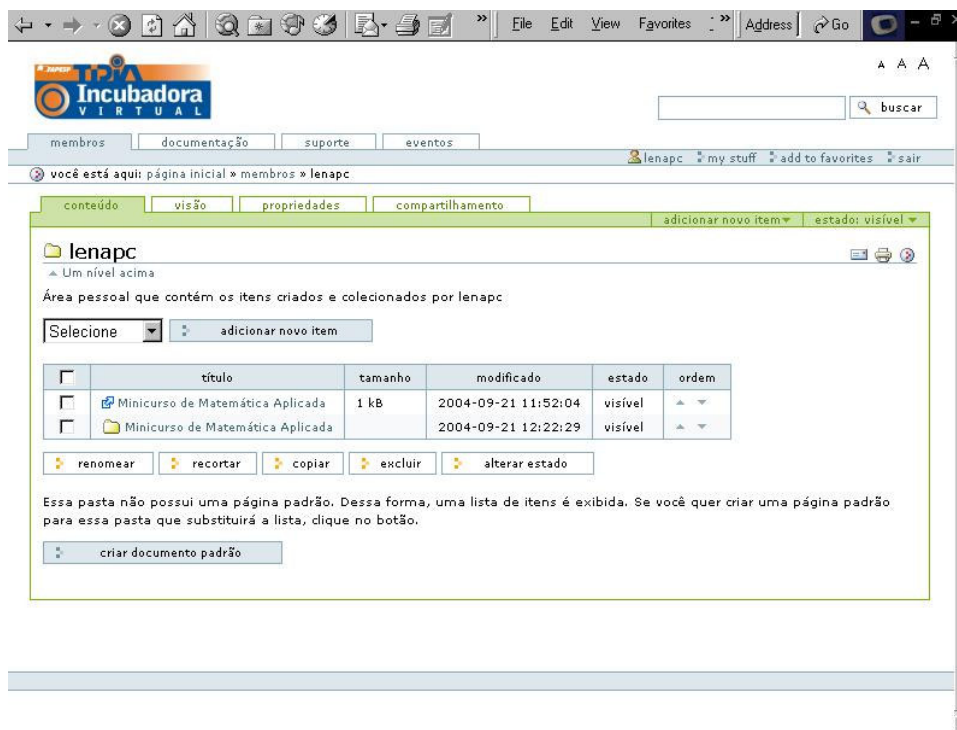 » File Edit View Favorites » Address Go
FAPESP TIDIA
Incubadora
VIRTUAL
A A A
buscar
membros documentação suporte eventos
lenapc my stuff add to favorites sair
você está aqui: página inicial » membros » lenapc
conteúdo visão propriedades compartilhamento
adicionar novo item estado: visível
lenapc
Um nível acima
Área pessoal que contém os itens criados e colecionados por lenapc
Selecione adicionar novo item
título tamanho modificado estado ordem
Minicurso de Matemática Aplicada 1 kB 2004-09-21 11:52:04 visível
Minicurso de Matemática Aplicada 2004-09-21 12:22:29 visível
renomear recortar copiar excluir alterar estado
Essa pasta não possui uma página padrão. Dessa forma, uma lista de itens é exibida. Se você quer criar uma página padrão
para essa pasta que substituirá a lista, clique no botão.
criar documento padrão